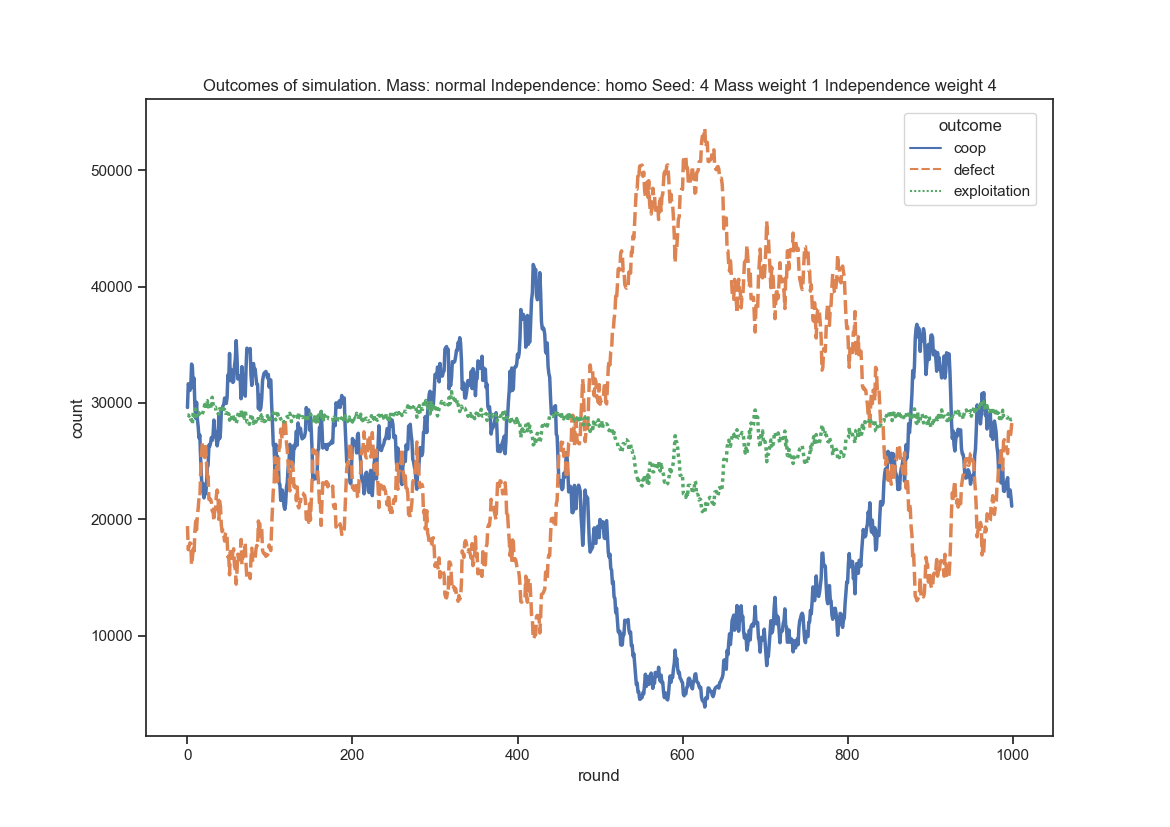 Outcomes of simulation. Mass: normal Independence: homo Seed: 4 Mass weight 1 Independence weight 4
outcome
coop
defect
exploitation
50000
40000
30000
20000
10000
count
0 200 400 600 800 1000
round